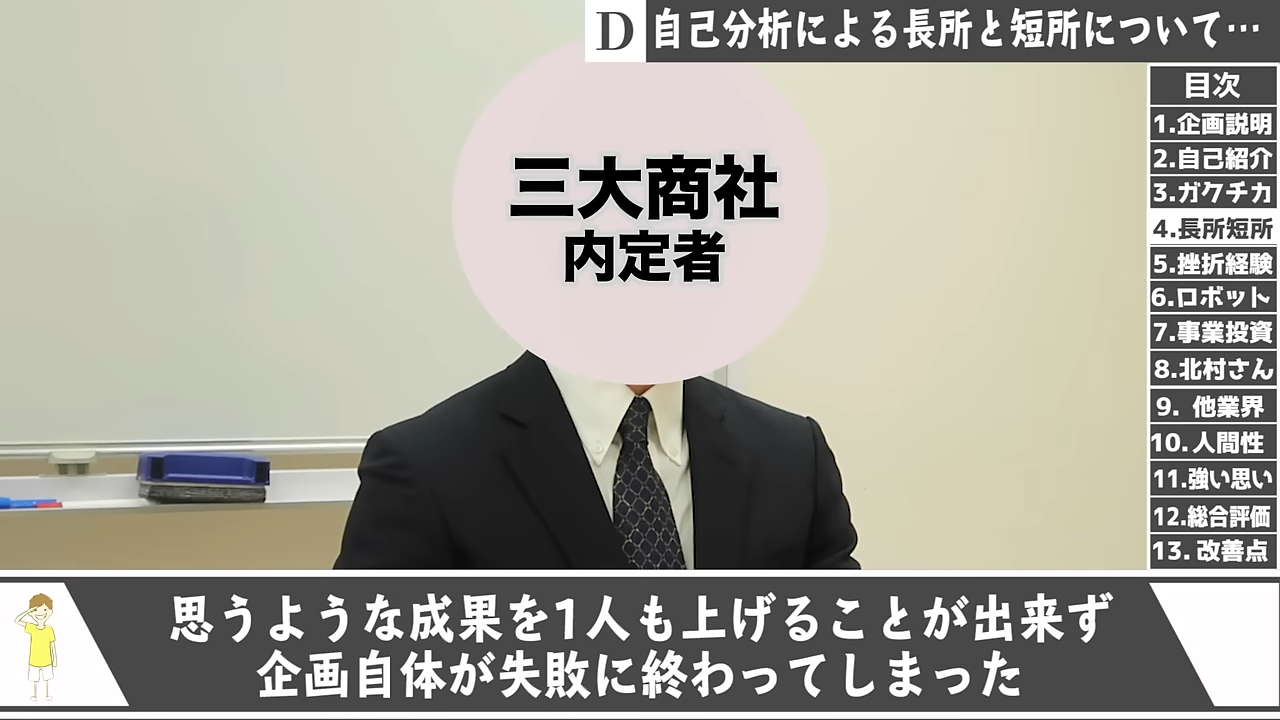 D 自己分析による長所と短所について…
三大商社
内定者
目次
1.企画説明
2.自己紹介
3.ガクチカ
4.長所短所
5.挫折経験
6.ロボット
7.事業投資
8.北村さん
9. 他業界
10.人間性
11.強い思い
12.総合評価
13.改善点
思うような成果を1人も上げることが出来ず
企画自体が失敗に終わってしまった